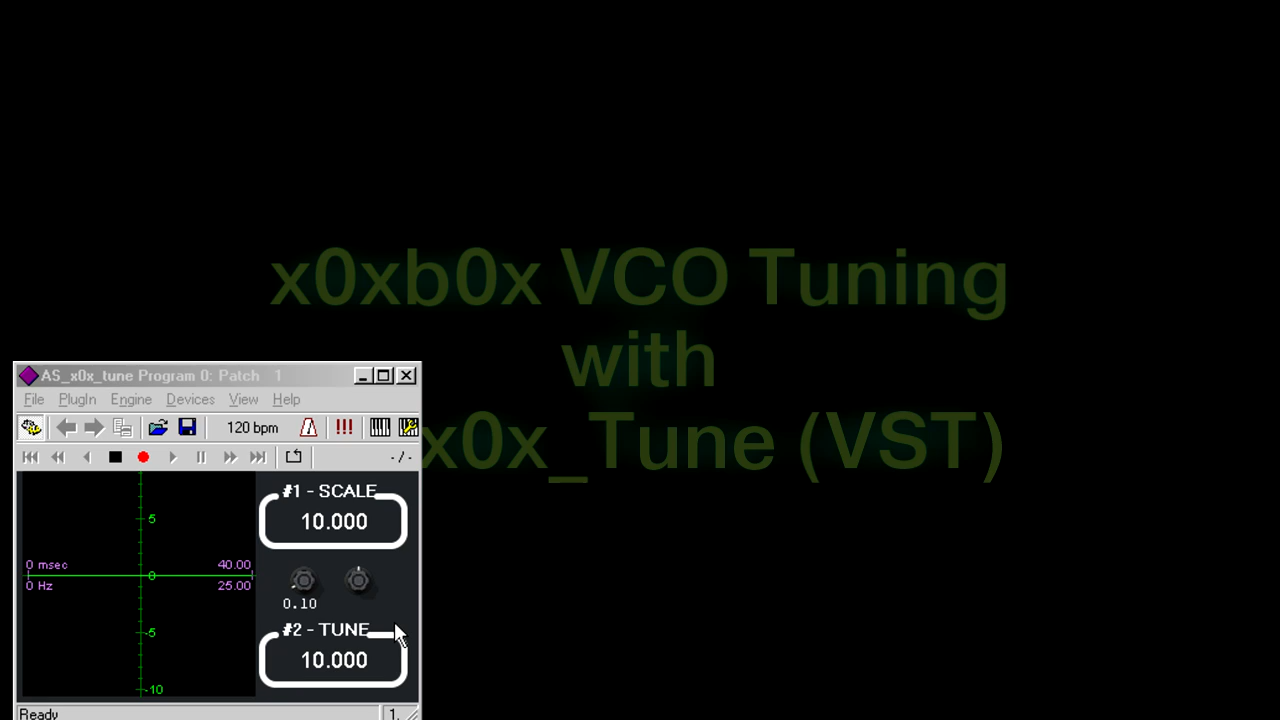 x0xb0x VCO Tuning
with
x0x_Tune (VST)
AS_x0x_tune Program 0: Patch 1
File PlugIn Engine Devices View Help
120 bpm
- / -
#1 - SCALE
10.000
5
0 msec 40.00
0
0 Hz 25.00
0.10
#2 - TUNE
-5
10.000
-10
Ready 1.